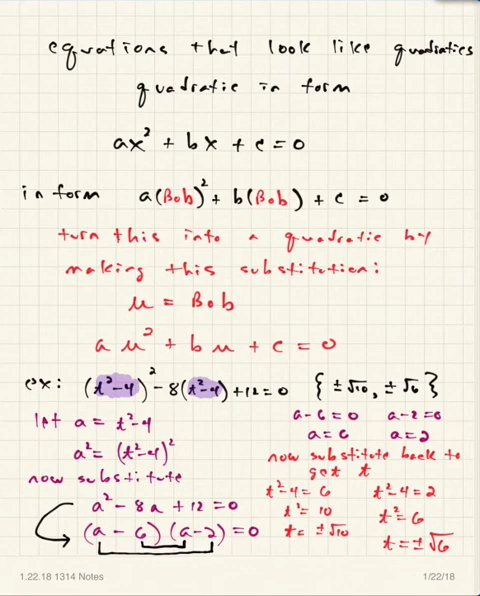 equations that look like quadratics
quadratic in form
ax² + bx + c = 0
in form a(Bob)² + b(Bob) + c = 0
turn this into a quadratic by
making this substitution:
u = Bob
a u² + b u + c = 0
ex: (t²-4)² - 8(t²-4) + 12 = 0 {±√10, ±√6}
let a = t²-4
a² = (t²-4)²
now substitute
a² - 8a + 12 = 0
(a - 6)(a - 2) = 0
a - 6 = 0 a - 2 = 0
a = 6 a = 2
now substitute back to
get t
t²-4 = 6 t²-4 = 2
t² = 10 t² = 6
t = ±√10 t = ±√6
1.22.18 1314 Notes 1/22/18